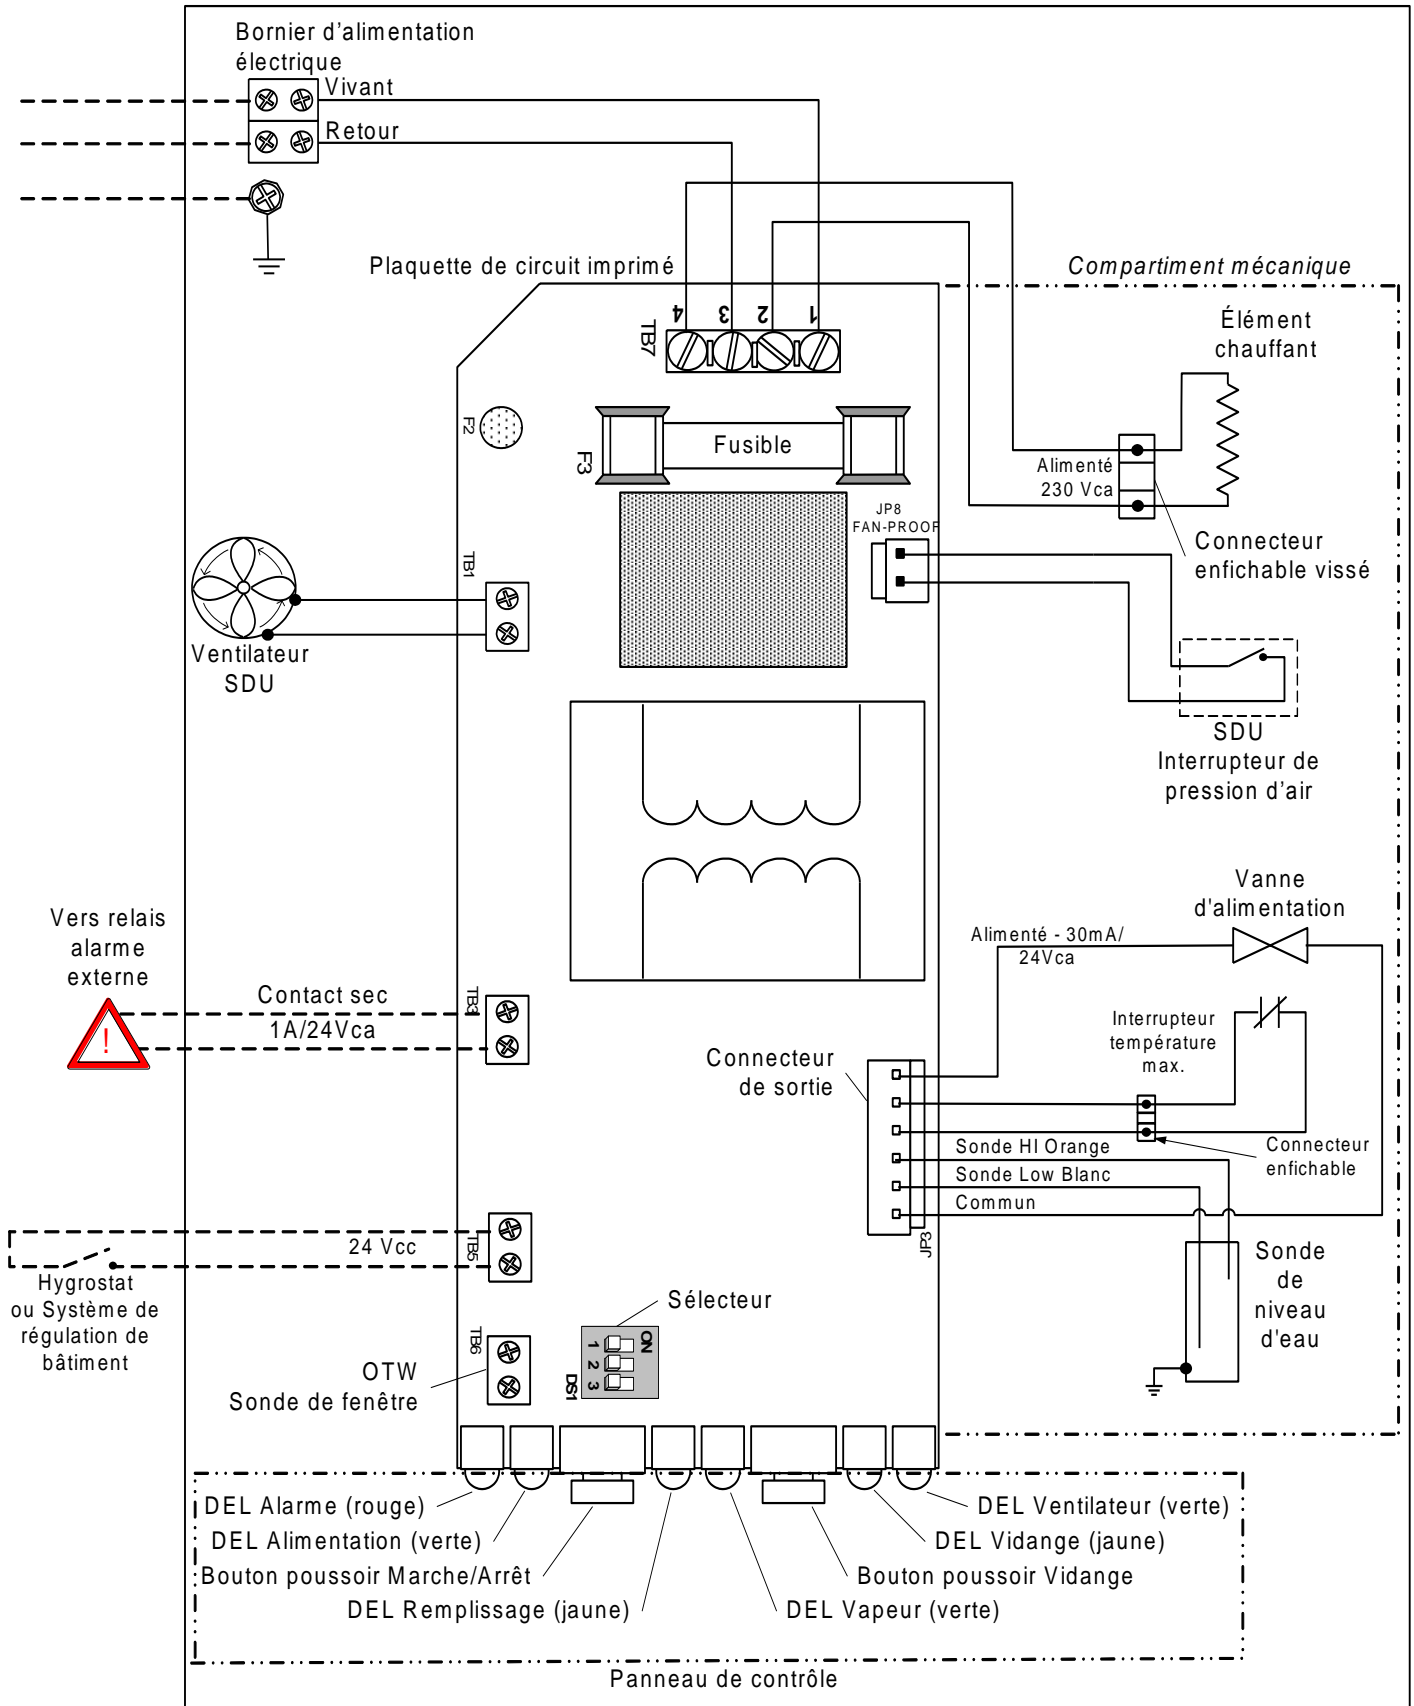 Bornier d'alimentation
électrique
Vivant
Retour
Plaquette de circuit imprimé
Compartiment mécanique
4 3 2 1
TB7
Élément
chauffant
F2
F3
Fusible
Alimenté
230 Vca
JP8
FAN-PROOF
Connecteur
enfichable vissé
TB1
Ventilateur
SDU
SDU
Interrupteur de
pression d'air
Vanne
d'alimentation
Vers relais
alarme
externe
Alimenté - 30mA/
24Vca
Contact sec
1A/24Vca
TB3
!
Interrupteur
température
max.
Connecteur
de sortie
Sonde HI Orange
Sonde Low Blanc
Commun
Connecteur
enfichable
JP3
24 Vcc
TB5
Hygrostat
ou Système de
régulation de
bâtiment
Sonde
de
niveau
d'eau
Sélecteur
TB6
OTW
Sonde de fenêtre
ON
1
2
3
DS1
DEL Alarme (rouge)
DEL Ventilateur (verte)
DEL Alimentation (verte)
DEL Vidange (jaune)
Bouton poussoir Marche/Arrêt
Bouton poussoir Vidange
DEL Remplissage (jaune)
DEL Vapeur (verte)
Panneau de contrôle